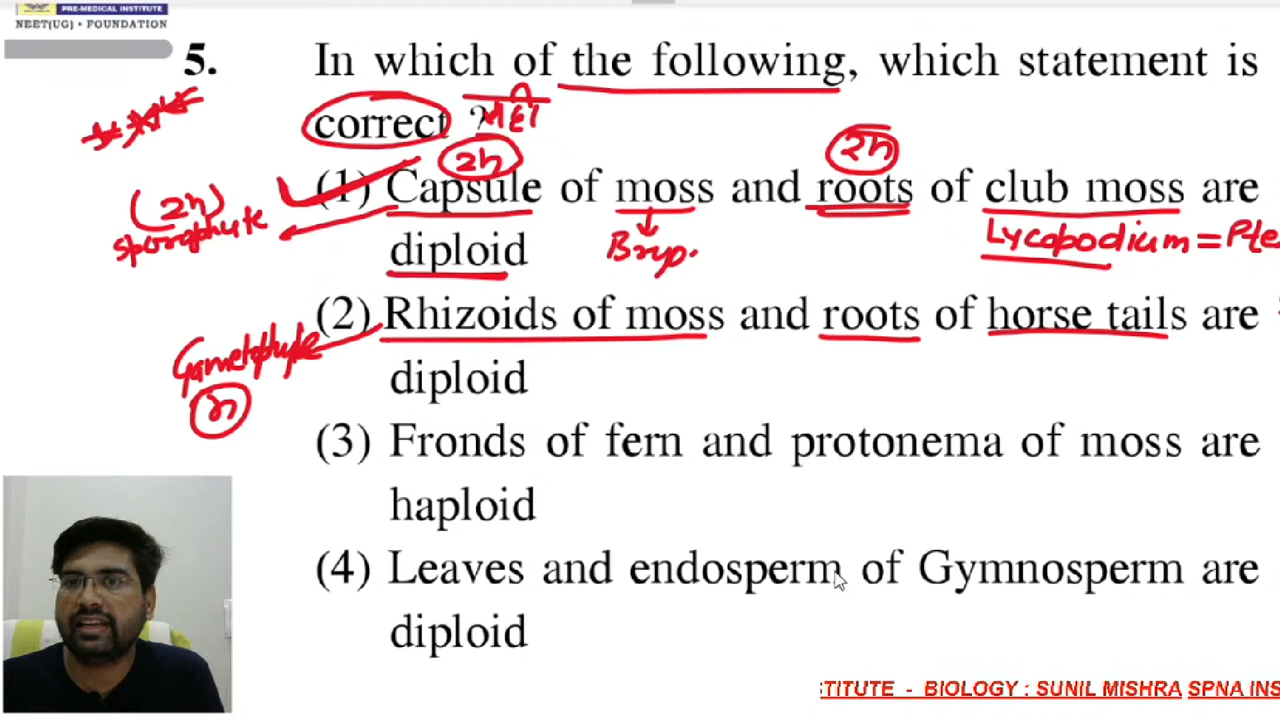 PRE-MEDICAL INSTITUTE
NEET(UG) • FOUNDATION
5. In which of the following, which statement is
correct ?
2n
2n
(1) Capsule of moss and roots of club moss are
(2n)
sporophyte
Lycopodium = Pte
diploid
Bryp.
(2) Rhizoids of moss and roots of horse tails are
Gametophyte
n
diploid
(3) Fronds of fern and protonema of moss are
haploid
(4) Leaves and endosperm of Gymnosperm are
diploid
STITUTE - BIOLOGY : SUNIL MISHRA SPNA INS